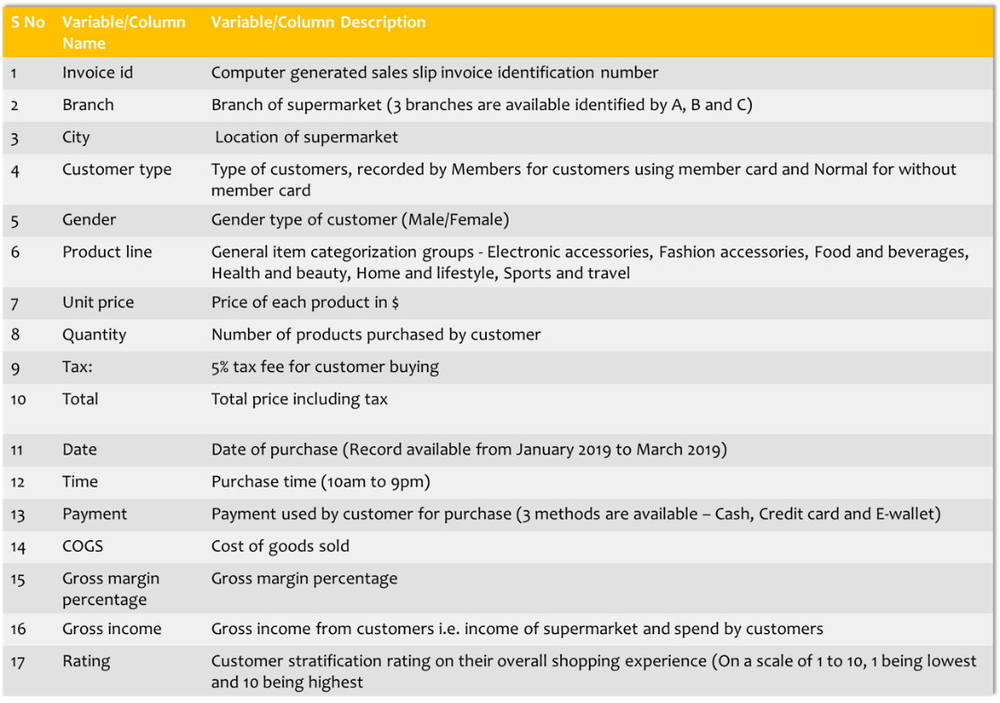 S No Variable/Column Variable/Column Description
Name
1 Invoice id Computer generated sales slip invoice identification number
2 Branch Branch of supermarket (3 branches are available identified by A, B and C)
3 City Location of supermarket
4 Customer type Type of customers, recorded by Members for customers using member card and Normal for without
member card
5 Gender Gender type of customer (Male/Female)
6 Product line General item categorization groups - Electronic accessories, Fashion accessories, Food and beverages,
Health and beauty, Home and lifestyle, Sports and travel
7 Unit price Price of each product in $
8 Quantity Number of products purchased by customer
9 Tax: 5% tax fee for customer buying
10 Total Total price including tax
11 Date Date of purchase (Record available from January 2019 to March 2019)
12 Time Purchase time (10am to 9pm)
13 Payment Payment used by customer for purchase (3 methods are available – Cash, Credit card and E-wallet)
14 COGS Cost of goods sold
15 Gross margin Gross margin percentage
percentage
16 Gross income Gross income from customers i.e. income of supermarket and spend by customers
17 Rating Customer stratification rating on their overall shopping experience (On a scale of 1 to 10, 1 being lowest
and 10 being highest